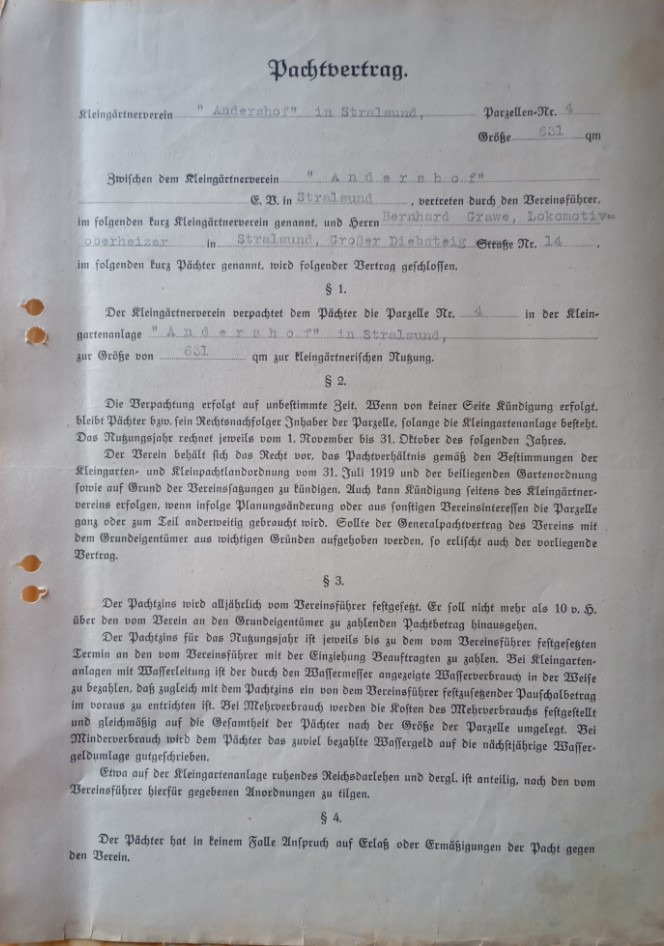 Pachtvertrag.
Kleingärtnerverein " Andershof" in Stralsund, Parzellen-Nr. 4
Größe 631 qm
Zwischen dem Kleingärtnerverein " A n d e r s h o f"
E. V. in Stralsund, vertreten durch den Vereinsführer,
im folgenden kurz Kleingärtnerverein genannt, und Herrn Bernhard Grawe, Lokomotiv=
oberheizer in Stralsund, Großer Diebsteig Straße Nr. 14,
im folgenden kurz Pächter genannt, wird folgender Vertrag geschlossen.
§ 1.
Der Kleingärtnerverein verpachtet dem Pächter die Parzelle Nr. 4 in der Klein-
gartenanlage " A n d e r s h o f" in Stralsund,
zur Größe von 631 qm zur kleingärtnerischen Nutzung.
§ 2.
Die Verpachtung erfolgt auf unbestimmte Zeit. Wenn von keiner Seite Kündigung erfolgt,
bleibt Pächter bzw. sein Rechtsnachfolger Inhaber der Parzelle, solange die Kleingartenanlage besteht.
Das Nutzungsjahr rechnet jeweils vom 1. November bis 31. Oktober des folgenden Jahres.
Der Verein behält sich das Recht vor, das Pachtverhältnis gemäß den Bestimmungen der
Kleingarten- und Kleinpachtlandordnung vom 31. Juli 1919 und der beiliegenden Gartenordnung
sowie auf Grund der Vereinssatzungen zu kündigen. Auch kann Kündigung seitens des Kleingärtner-
vereins erfolgen, wenn infolge Planungsänderung oder aus sonstigen Vereinsinteressen die Parzelle
ganz oder zum Teil anderweitig gebraucht wird. Sollte der Generalpachtvertrag des Vereins mit
dem Grundeigentümer aus wichtigen Gründen aufgehoben werden, so erlischt auch der vorliegende
Vertrag.
§ 3.
Der Pachtzins wird alljährlich vom Vereinsführer festgesetzt. Er soll nicht mehr als 10 v. H.
über den vom Verein an den Grundeigentümer zu zahlenden Pachtbetrag hinausgehen.
Der Pachtzins für das Nutzungsjahr ist jeweils bis zu dem vom Vereinsführer festgesetzten
Termin an den vom Vereinsführer mit der Einziehung Beauftragten zu zahlen. Bei Kleingarten-
anlagen mit Wasserleitung ist der durch den Wassermesser angezeigte Wasserverbrauch in der Weise
zu bezahlen, daß zugleich mit dem Pachtzins ein von dem Vereinsführer festzusetzender Pauschalbetrag
im voraus zu entrichten ist. Bei Mehrverbrauch werden die Kosten des Mehrverbrauchs festgestellt
und gleichmäßig auf die Gesamtheit der Pächter nach der Größe der Parzelle umgelegt. Bei
Minderverbrauch wird dem Pächter das zuviel bezahlte Wassergeld auf die nächstjährige Wasser-
geldumlage gutgeschrieben.
Etwa auf der Kleingartenanlage ruhendes Reichsdarlehen und dergl. ist anteilig, nach den vom
Vereinsführer hierfür gegebenen Anordnungen zu tilgen.
§ 4.
Der Pächter hat in keinem Falle Anspruch auf Erlaß oder Ermäßigungen der Pacht gegen
den Verein.